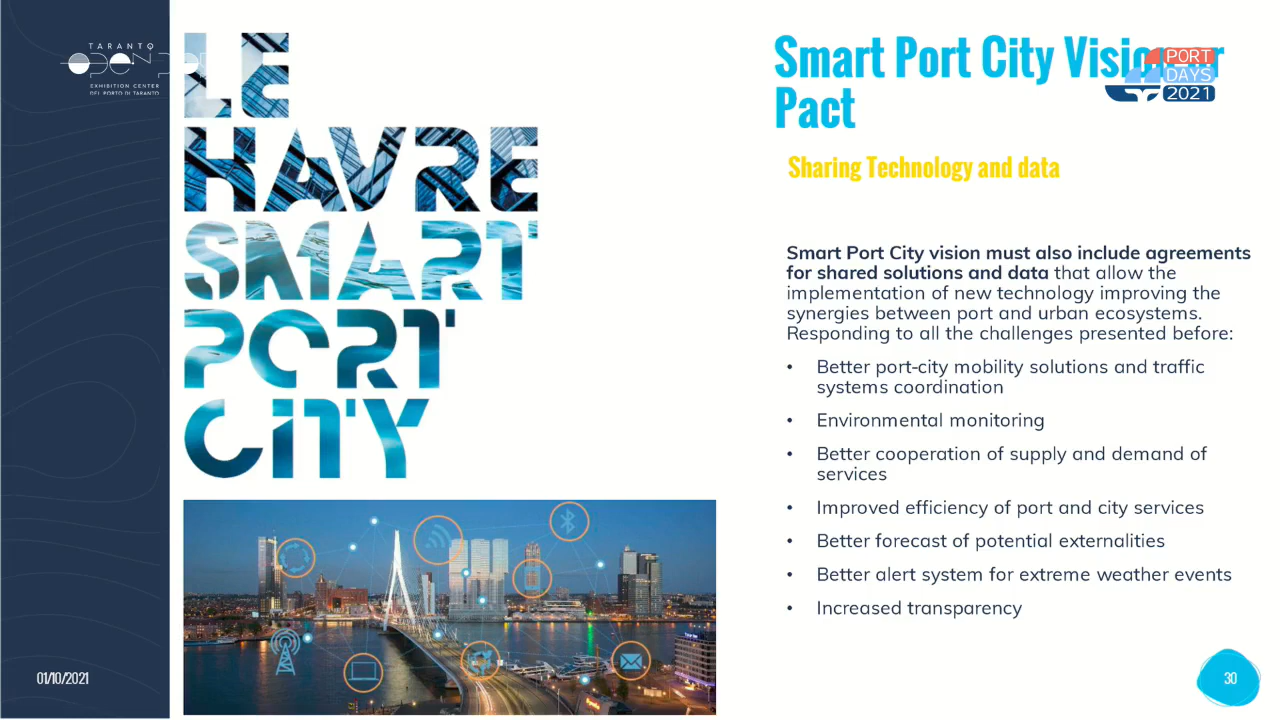 TARANTO
OPEN
EXHIBITION CENTER
DEL PORTO DI TARANTO
LE
HAVRE
SMART
PORT
CiTY
01/10/2021
Smart Port City Vision or
Pact
PORT
DAYS
2021
Sharing Technology and data
Smart Port City vision must also include agreements
for shared solutions and data that allow the
implementation of new technology improving the
synergies between port and urban ecosystems.
Responding to all the challenges presented before:
• Better port-city mobility solutions and traffic
systems coordination
• Environmental monitoring
• Better cooperation of supply and demand of
services
• Improved efficiency of port and city services
• Better forecast of potential externalities
• Better alert system for extreme weather events
• Increased transparency
30